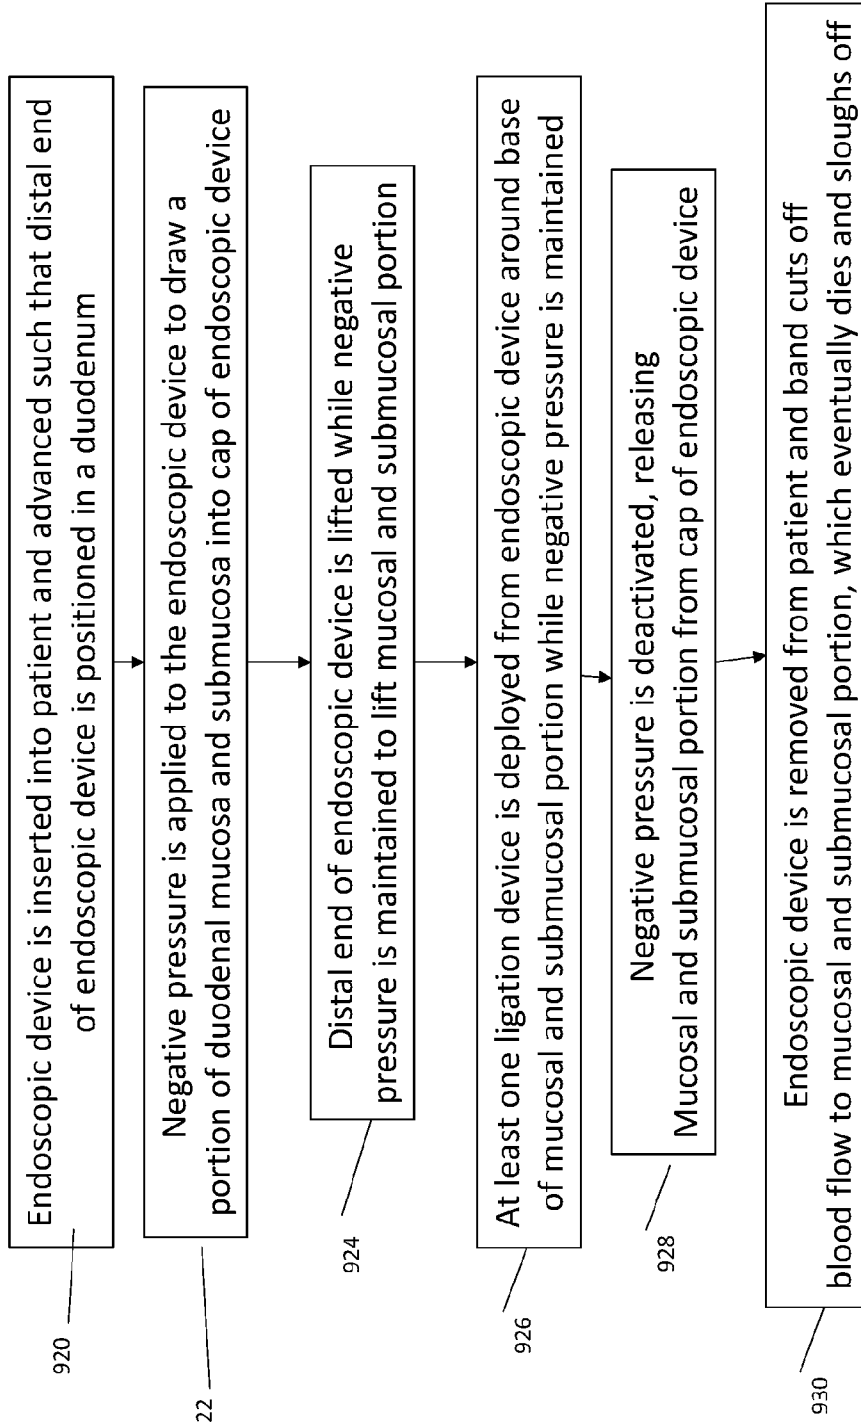 Endoscopic device is inserted into patient and advanced such that distal end
of endoscopic device is positioned in a duodenum
920
Negative pressure is applied to the endoscopic device to draw a
portion of duodenal mucosa and submucosa into cap of endoscopic device
22
Distal end of endoscopic device is lifted while negative
pressure is maintained to lift mucosal and submucosal portion
924
At least one ligation device is deployed from endoscopic device around base
of mucosal and submucosal portion while negative pressure is maintained
926
Negative pressure is deactivated, releasing
Mucosal and submucosal portion from cap of endoscopic device
928
Endoscopic device is removed from patient and band cuts off
blood flow to mucosal and submucosal portion, which eventually dies and sloughs off
930